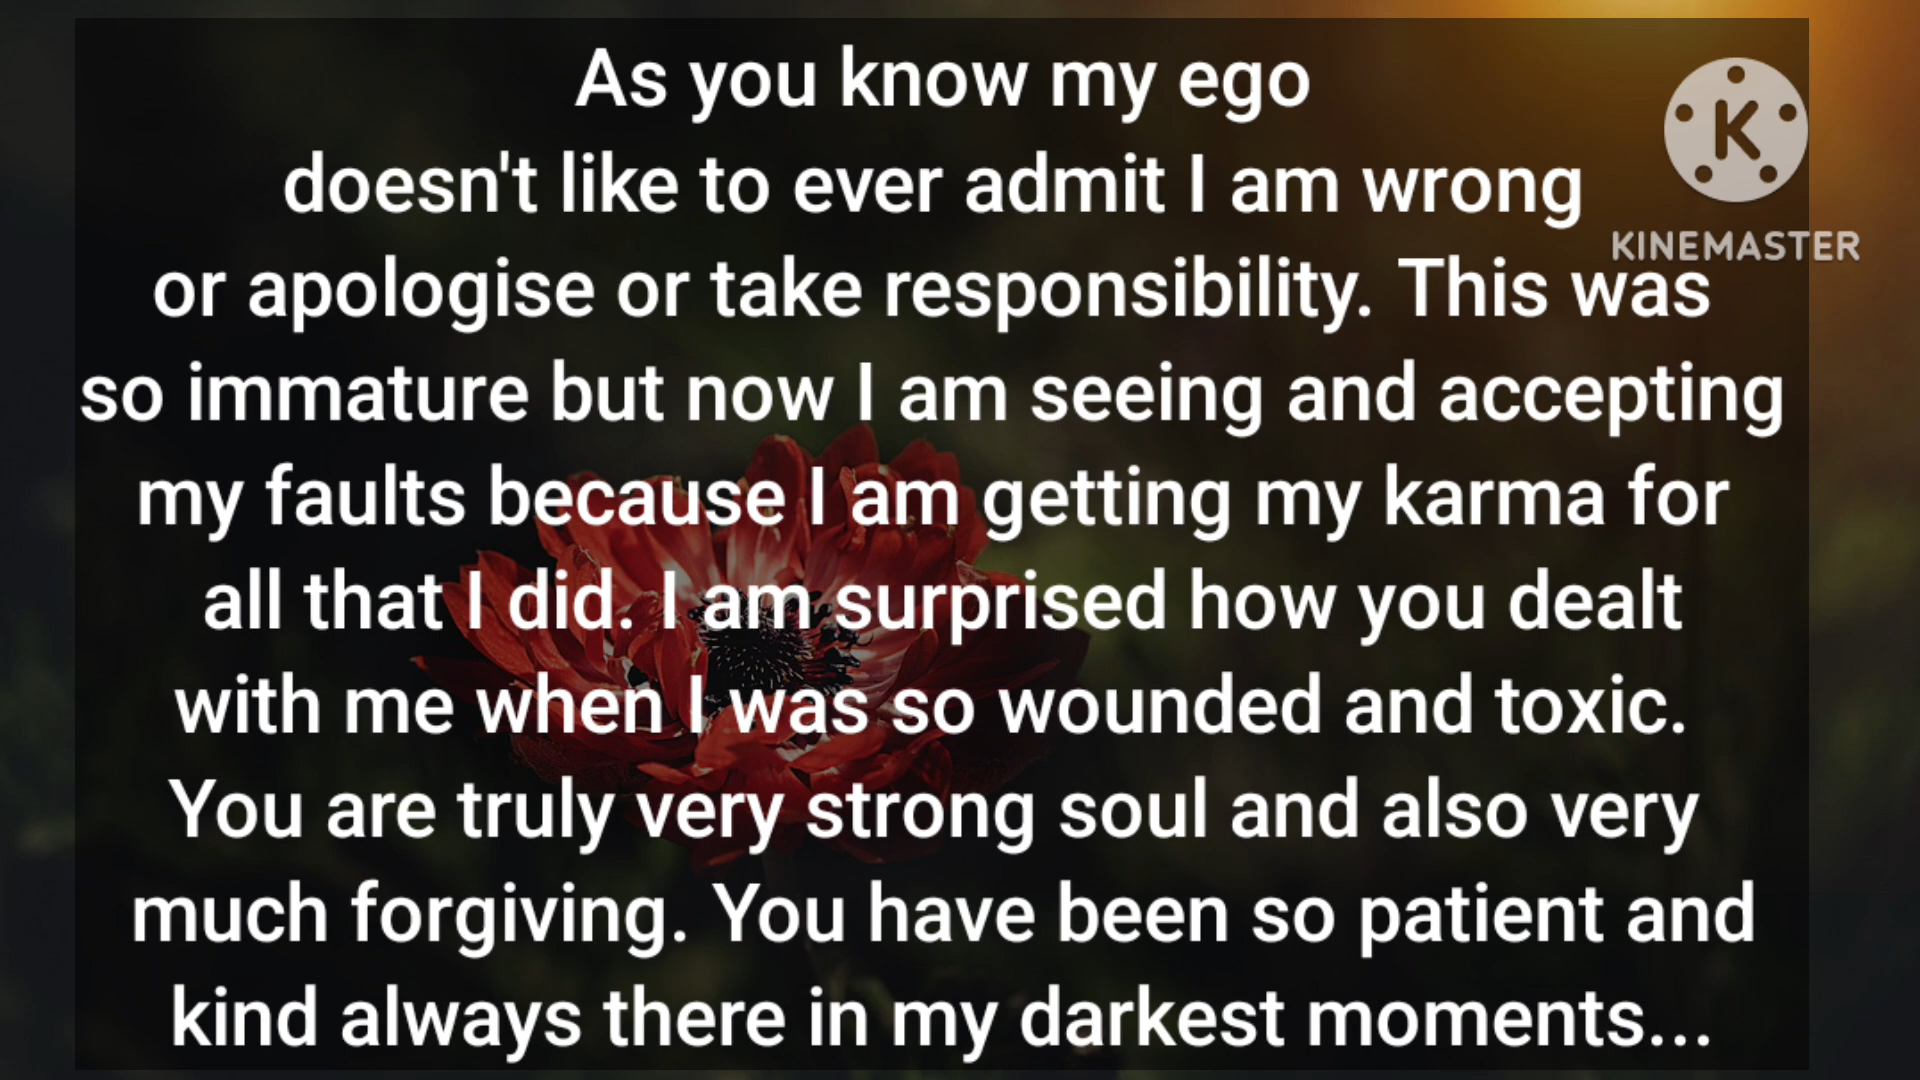 As you know my ego
doesn't like to ever admit I am wrong
or apologise or take responsibility. This was
so immature but now I am seeing and accepting
my faults because I am getting my karma for
all that I did. I am surprised how you dealt
with me when I was so wounded and toxic.
You are truly very strong soul and also very
much forgiving. You have been so patient and
kind always there in my darkest moments...
K
KINEMASTER